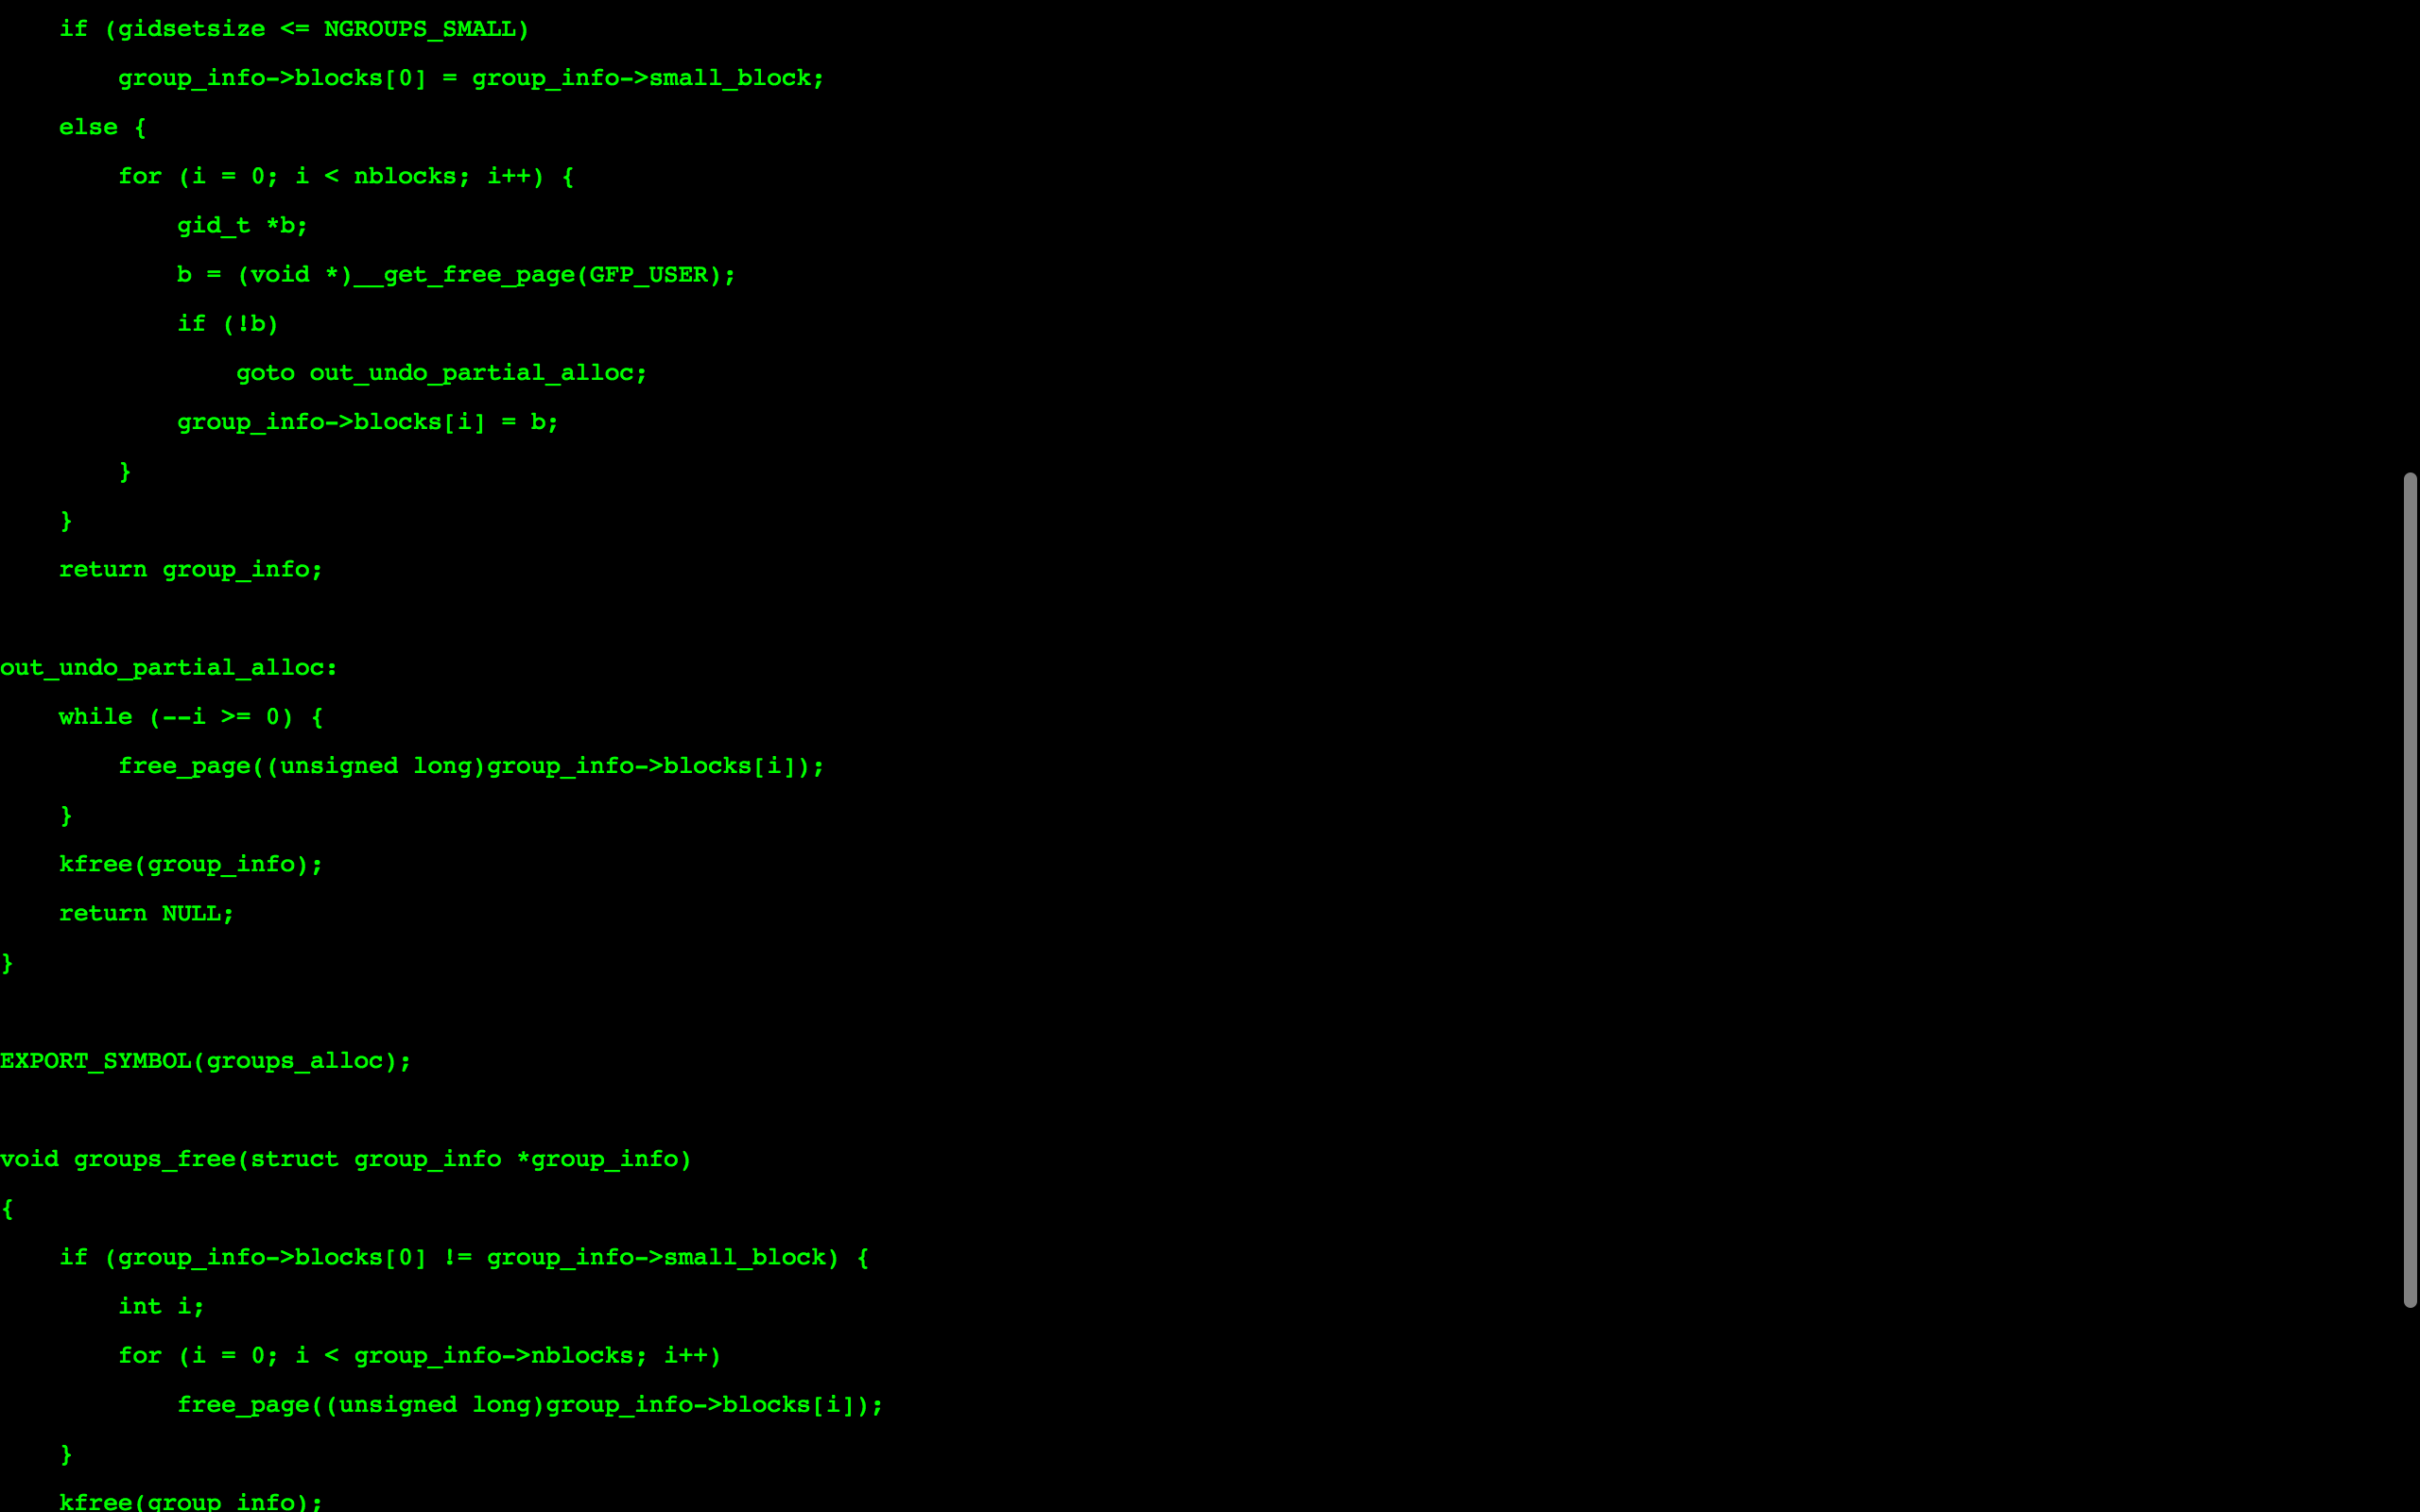 if (gidsetsize <= NGROUPS_SMALL)
group_info->blocks[0] = group_info->small_block;
else {
for (i = 0; i < nblocks; i++) {
gid_t *b;
b = (void *)__get_free_page(GFP_USER);
if (!b)
goto out_undo_partial_alloc;
group_info->blocks[i] = b;
}
}
return group_info;
out_undo_partial_alloc:
while (--i >= 0) {
free_page((unsigned long)group_info->blocks[i]);
}
kfree(group_info);
return NULL;
}
EXPORT_SYMBOL(groups_alloc);
void groups_free(struct group_info *group_info)
{
if (group_info->blocks[0] != group_info->small_block) {
int i;
for (i = 0; i < group_info->nblocks; i++)
free_page((unsigned long)group_info->blocks[i]);
}
kfree(group_info);